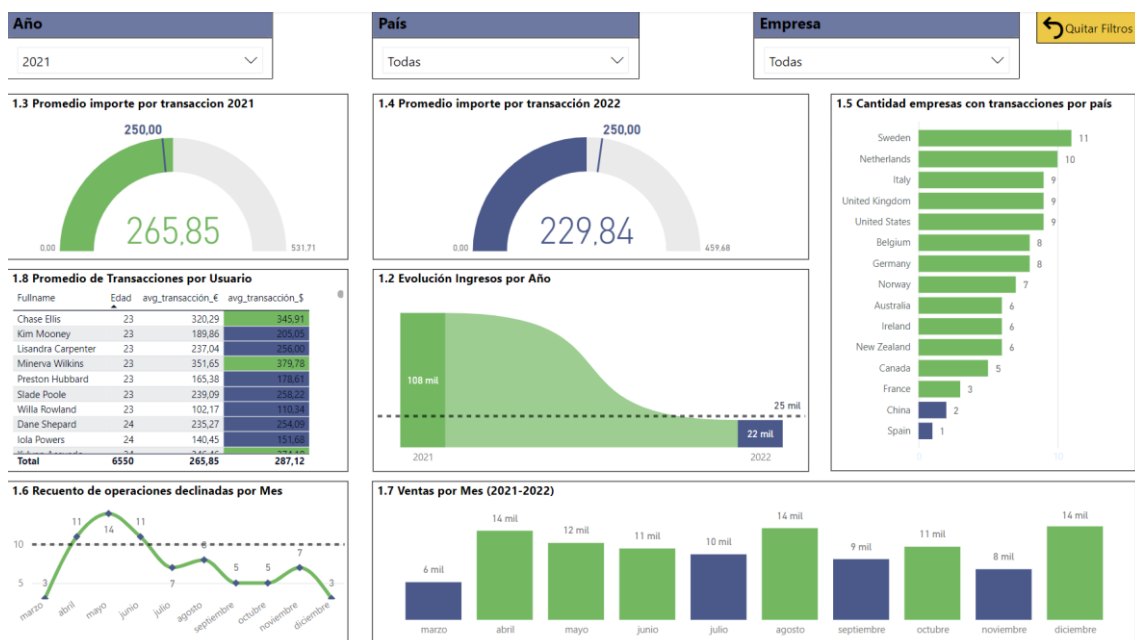 Año
País
Empresa
Quitar Filtros
2021
Todas
Todas
1.3 Promedio importe por transaccion 2021
250,00
265,85
0,00
531,71
1.4 Promedio importe por transacción 2022
250,00
229,84
0,00
459,68
1.5 Cantidad empresas con transacciones por país
Sweden 11
Netherlands 10
Italy 9
United Kingdom 9
United States 9
Belgium 8
Germany 8
Norway 7
Australia 6
Ireland 6
New Zealand 6
Canada 5
France 3
China 2
Spain 1
0 10
1.8 Promedio de Transacciones por Usuario
Fullname Edad avg_transacción_€ avg_transacción_$
Chase Ellis 23 320,29 345,91
Kim Mooney 23 189,86 205,05
Lisandra Carpenter 23 237,04 256,00
Minerva Wilkins 23 351,65 379,78
Preston Hubbard 23 165,38 178,61
Slade Poole 23 239,09 258,22
Willa Rowland 23 102,17 110,34
Dane Shepard 24 235,27 254,09
Iola Powers 24 140,45 151,68
Total 6550 265,85 287,12
1.2 Evolución Ingresos por Año
108 mil
25 mil
22 mil
2021 2022
1.6 Recuento de operaciones declinadas por Mes
10
5
3 11 14 11 7 8 5 5 7 3
marzo abril mayo junio julio agosto septiembre octubre noviembre diciembre
1.7 Ventas por Mes (2021-2022)
6 mil 14 mil 12 mil 11 mil 10 mil 14 mil 9 mil 11 mil 8 mil 14 mil
marzo abril mayo junio julio agosto septiembre octubre noviembre diciembre